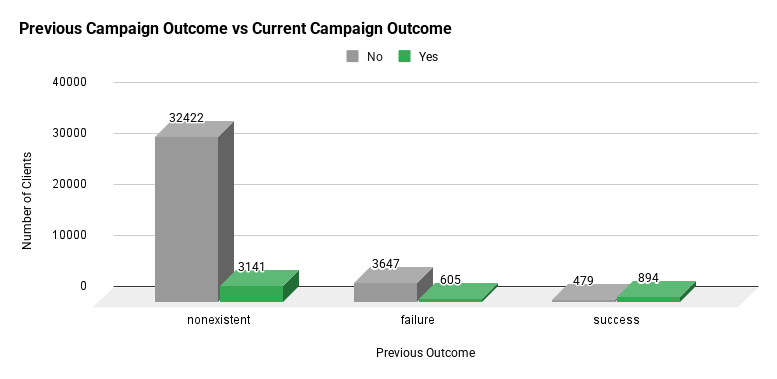 Previous Campaign Outcome vs Current Campaign Outcome
No Yes
40000
30000
20000
10000
0
Number of Clients
32422
3141
3647
605
479
894
nonexistent failure success
Previous Outcome